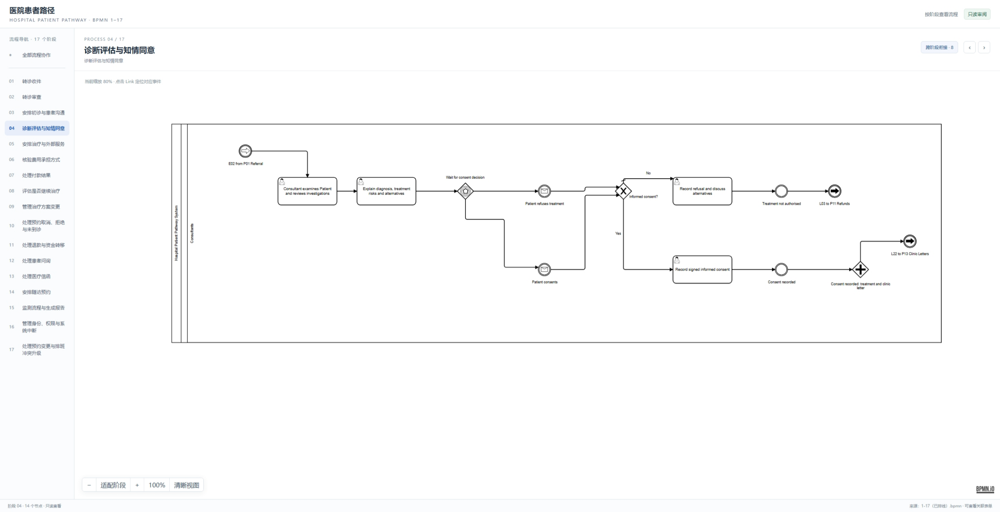 医院患者路径
HOSPITAL PATIENT PATHWAY · BPMN 1–17
按阶段查看流程
只读审阅
流程导航 · 17 个阶段
全部流程协作
01 转诊收件
02 转诊审查
03 安排初诊与患者沟通
04 诊断评估与知情同意
05 安排治疗与外部服务
06 核验费用承担方式
07 处理付款结果
08 评估是否继续治疗
09 管理治疗方案变更
10 处理预约取消、拒绝
与未到诊
11 处理退款与资金转移
12 处理患者问询
13 处理医疗信函
14 安排随访预约
15 监测流程与生成报告
16 管理身份、权限与系
统中断
17 处理预约变更与排班
冲突升级
PROCESS 04 / 17
诊断评估与知情同意
诊断评估与知情同意
跨阶段衔接 · 8
‹
›
当前缩放 80% · 点击 Link 定位对应事件
Hospital Patient Pathway System
Consultants
E02 from P01 Referral
Consultant examines Patient
and reviews investigations
Explain diagnosis, treatment
risks and alternatives
Wait for consent decision
Patient refuses treatment
Patient consents
Informed consent?
No
Yes
Record refusal and discuss
alternatives
Treatment not authorised
L03 to P11 Refunds
Record signed informed consent
Consent recorded
Consent recorded: treatment and clinic
letter
L22 to P13 Clinic Letters
−
适配阶段
+
100%
清晰视图
BPMN.iO
阶段 04 · 14 个节点 · 只读查看
来源：1-17（已排线）.bpmn · 可查看关联表单